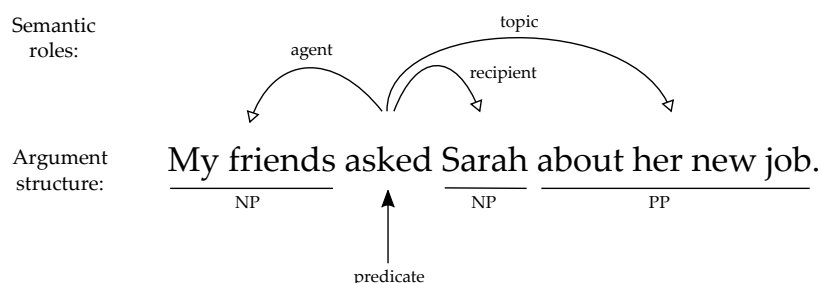 Semantic
roles:
topic
agent
recipient
Argument
structure:
My friends asked Sarah about her new job.
NP
NP
PP
predicate